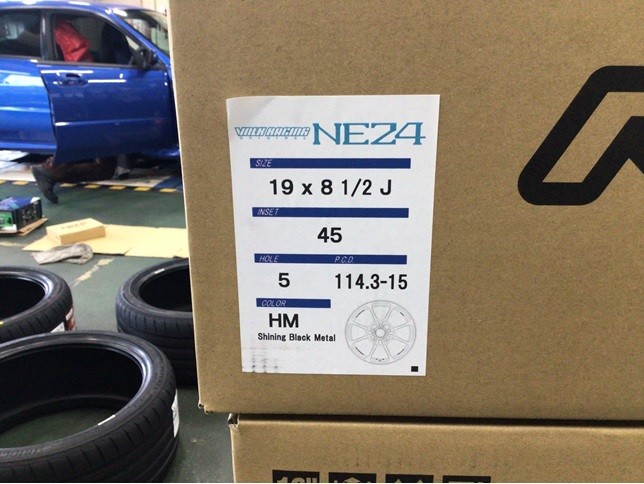 VOLK RACING NE24
SIZE
19 x 8 1/2 J
INSET
45
HOLE P.C.D.
5 114.3-15
COLOR
HM
Shining Black Metal